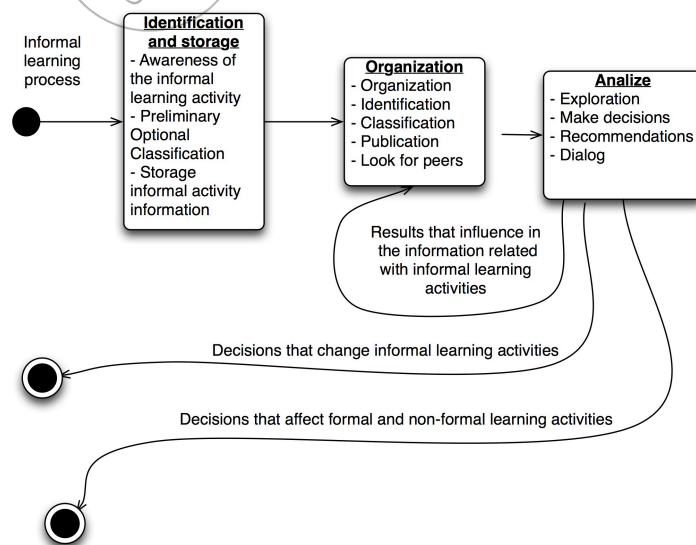 Informal
learning
process
Identification
and storage
- Awareness of
the informal
learning activity
- Preliminary
Optional
Classification
- Storage
informal activity
information
Organization
- Organization
- Identification
- Classification
- Publication
- Look for peers
Analize
- Exploration
- Make decisions
- Recommendations
- Dialog
Results that influence in
the information related
with informal learning
activities
Decisions that change informal learning activities
Decisions that affect formal and non-formal learning activities